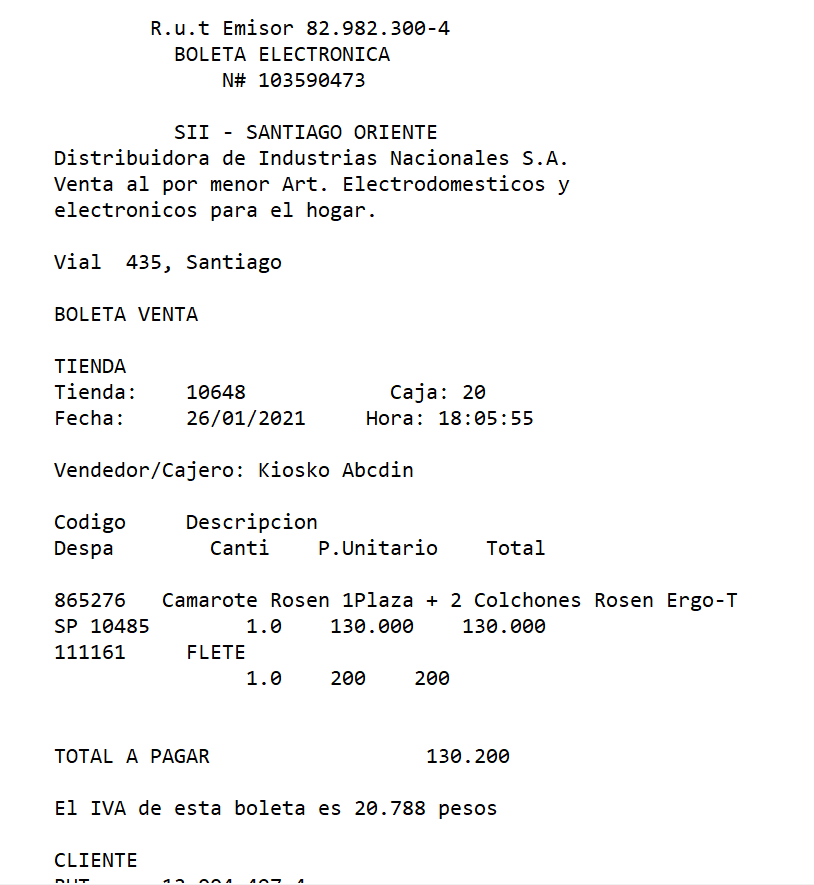 R.u.t Emisor 82.982.300-4
BOLETA ELECTRONICA
N# 103590473
SII - SANTIAGO ORIENTE
Distribuidora de Industrias Nacionales S.A.
Venta al por menor Art. Electrodomesticos y
electronicos para el hogar.
Vial 435, Santiago
BOLETA VENTA
TIENDA
Tienda: 10648 Caja: 20
Fecha: 26/01/2021 Hora: 18:05:55
Vendedor/Cajero: Kiosko Abcdin
Codigo Descripcion
Despa Canti P.Unitario Total
865276 Camarote Rosen 1Plaza + 2 Colchones Rosen Ergo-T
SP 10485 1.0 130.000 130.000
111161 FLETE
1.0 200 200
TOTAL A PAGAR 130.200
El IVA de esta boleta es 20.788 pesos
CLIENTE